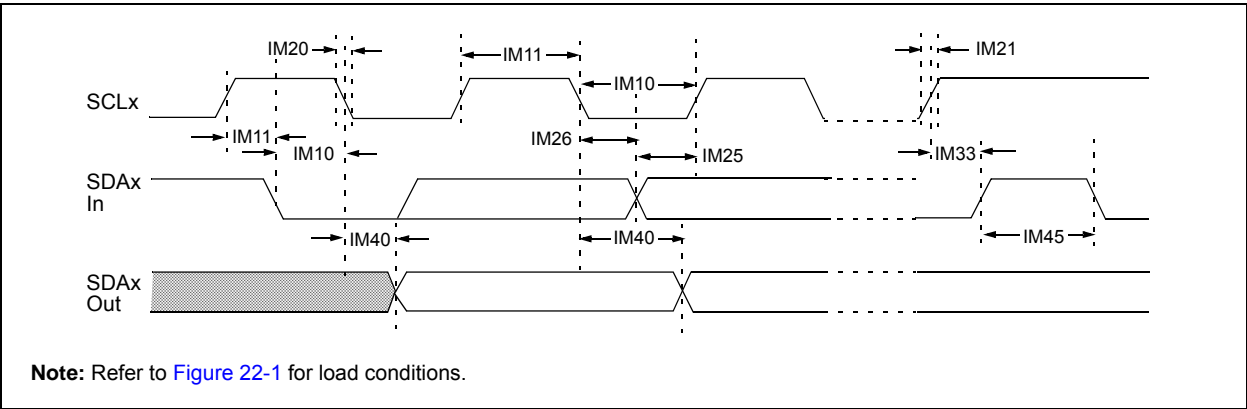 IM20
IM11
IM21
IM10
SCLx
IM11
IM10
IM26
IM25
IM33
SDAx
In
IM40
IM40
IM45
SDAx
Out
Note: Refer to Figure 22-1 for load conditions.